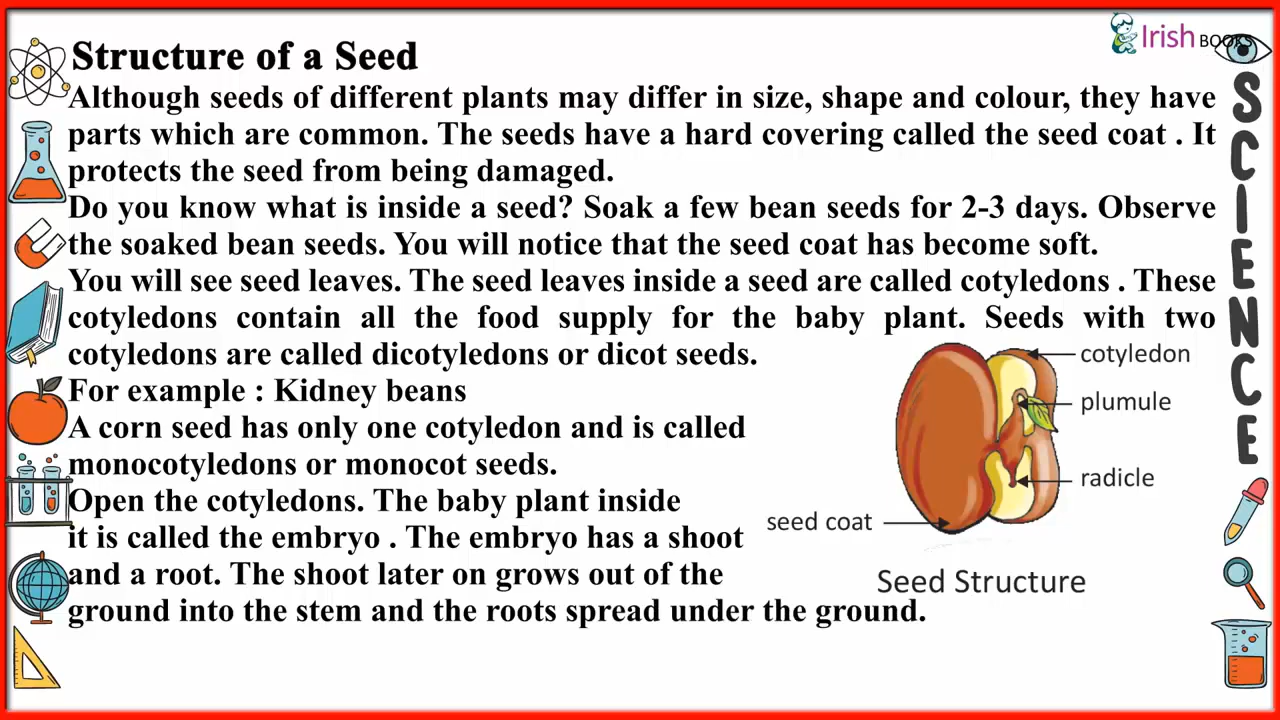 Irish BOOKS
Structure of a Seed
Although seeds of different plants may differ in size, shape and colour, they have
parts which are common. The seeds have a hard covering called the seed coat . It
protects the seed from being damaged.
Do you know what is inside a seed? Soak a few bean seeds for 2-3 days. Observe
the soaked bean seeds. You will notice that the seed coat has become soft.
You will see seed leaves. The seed leaves inside a seed are called cotyledons . These
cotyledons contain all the food supply for the baby plant. Seeds with two
cotyledons are called dicotyledons or dicot seeds.
For example : Kidney beans
A corn seed has only one cotyledon and is called
monocotyledons or monocot seeds.
Open the cotyledons. The baby plant inside
it is called the embryo . The embryo has a shoot
and a root. The shoot later on grows out of the
ground into the stem and the roots spread under the ground.
cotyledon
plumule
radicle
seed coat
Seed Structure
SCIENCE